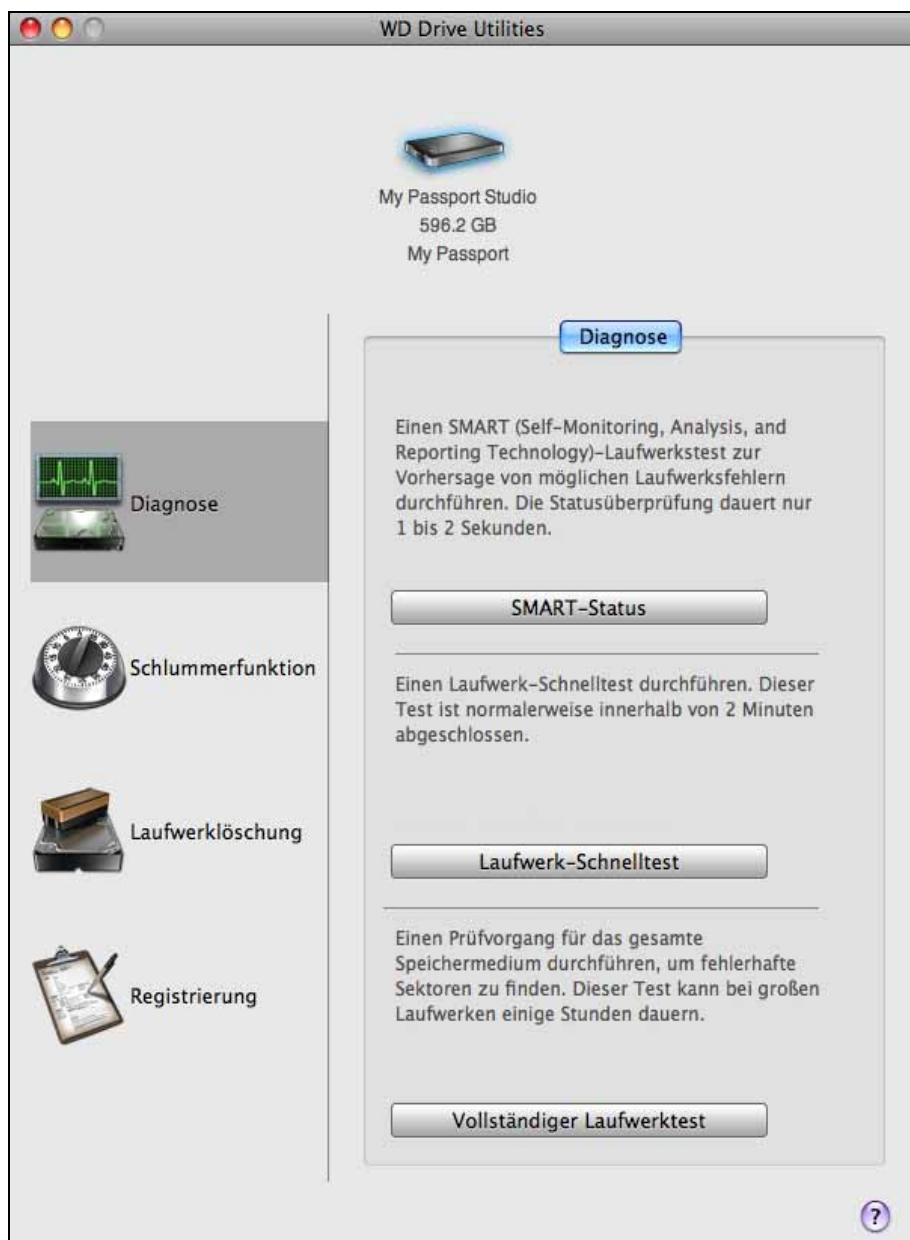 WD Drive Utilities
My Passport Studio
596.2 GB
My Passport
Diagnose
Schlummerfunktion
Laufwerklöschung
Registrierung
Diagnose
Einen SMART (Self-Monitoring, Analysis, and
Reporting Technology)-Laufwerkstest zur
Vorhersage von möglichen Laufwerksfehlern
durchführen. Die Statusüberprüfung dauert nur
1 bis 2 Sekunden.
SMART-Status
Einen Laufwerk-Schnelltest durchführen. Dieser
Test ist normalerweise innerhalb von 2 Minuten
abgeschlossen.
Laufwerk-Schnelltest
Einen Prüfvorgang für das gesamte
Speichermedium durchführen, um fehlerhafte
Sektoren zu finden. Dieser Test kann bei großen
Laufwerken einige Stunden dauern.
Vollständiger Laufwerktest
?